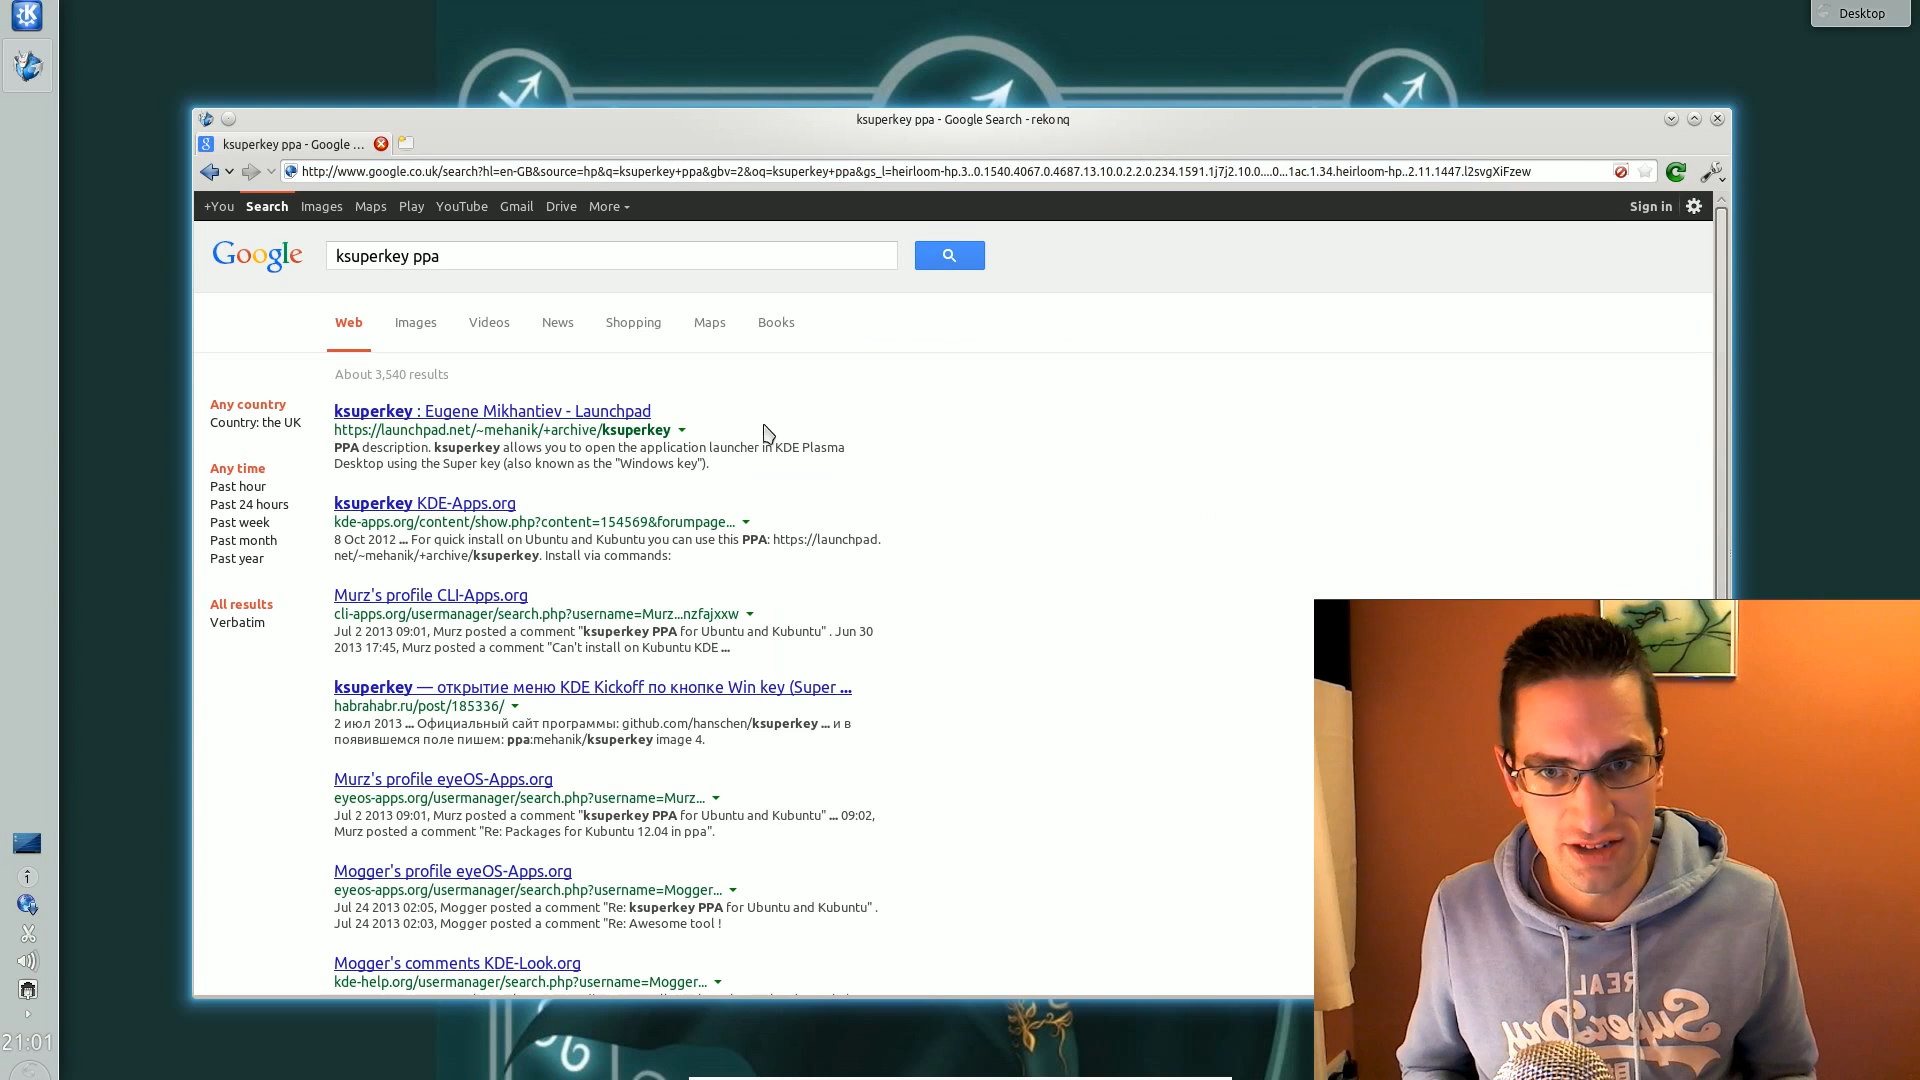 Desktop
ksuperkey ppa - Google Search - rekonq
ksuperkey ppa - Google ...
http://www.google.co.uk/search?hl=en-GB&source=hp&q=ksuperkey+ppa&gbv=2&oq=ksuperkey+ppa&gs_l=heirloom-hp.3..0.1540.4067.0.4687.13.10.0.2.2.0.234.1591.1j7j2.10.0....0...1ac.1.34.heirloom-hp..2.11.1447.l2svgXiFzew
+You Search Images Maps Play YouTube Gmail Drive More Sign in
Google ksuperkey ppa
Web Images Videos News Shopping Maps Books
About 3,540 results
Any country
Country: the UK
Any time
Past hour
Past 24 hours
Past week
Past month
Past year
All results
Verbatim
ksuperkey : Eugene Mikhantiev - Launchpad
https://launchpad.net/~mehanik/+archive/ksuperkey
PPA description. ksuperkey allows you to open the application launcher in KDE Plasma
Desktop using the Super key (also known as the "Windows key").
ksuperkey KDE-Apps.org
kde-apps.org/content/show.php?content=154569&forumpage...
8 Oct 2012 ... For quick install on Ubuntu and Kubuntu you can use this PPA: https://launchpad.
net/~mehanik/+archive/ksuperkey. Install via commands:
Murz's profile CLI-Apps.org
cli-apps.org/usermanager/search.php?username=Murz...nzfajxxw
Jul 2 2013 09:01, Murz posted a comment "ksuperkey PPA for Ubuntu and Kubuntu" . Jun 30
2013 17:45, Murz posted a comment "Can't install on Kubuntu KDE ...
ksuperkey — открытие меню KDE Kickoff по кнопке Win key (Super ...
habrahabr.ru/post/185336/
2 июл 2013 ... Официальный сайт программы: github.com/hanschen/ksuperkey ... и в
появившемся поле пишем: ppa:mehanik/ksuperkey image 4.
Murz's profile eyeOS-Apps.org
eyeos-apps.org/usermanager/search.php?username=Murz...
Jul 2 2013 09:01, Murz posted a comment "ksuperkey PPA for Ubuntu and Kubuntu" ... 09:02,
Murz posted a comment "Re: Packages for Kubuntu 12.04 in ppa".
Mogger's profile eyeOS-Apps.org
eyeos-apps.org/usermanager/search.php?username=Mogger...
Jul 24 2013 02:05, Mogger posted a comment "Re: ksuperkey PPA for Ubuntu and Kubuntu" .
Jul 24 2013 02:03, Mogger posted a comment "Re: Awesome tool !
Mogger's comments KDE-Look.org
kde-help.org/usermanager/search.php?username=Mogger...
21:01
REAL
SuperDry